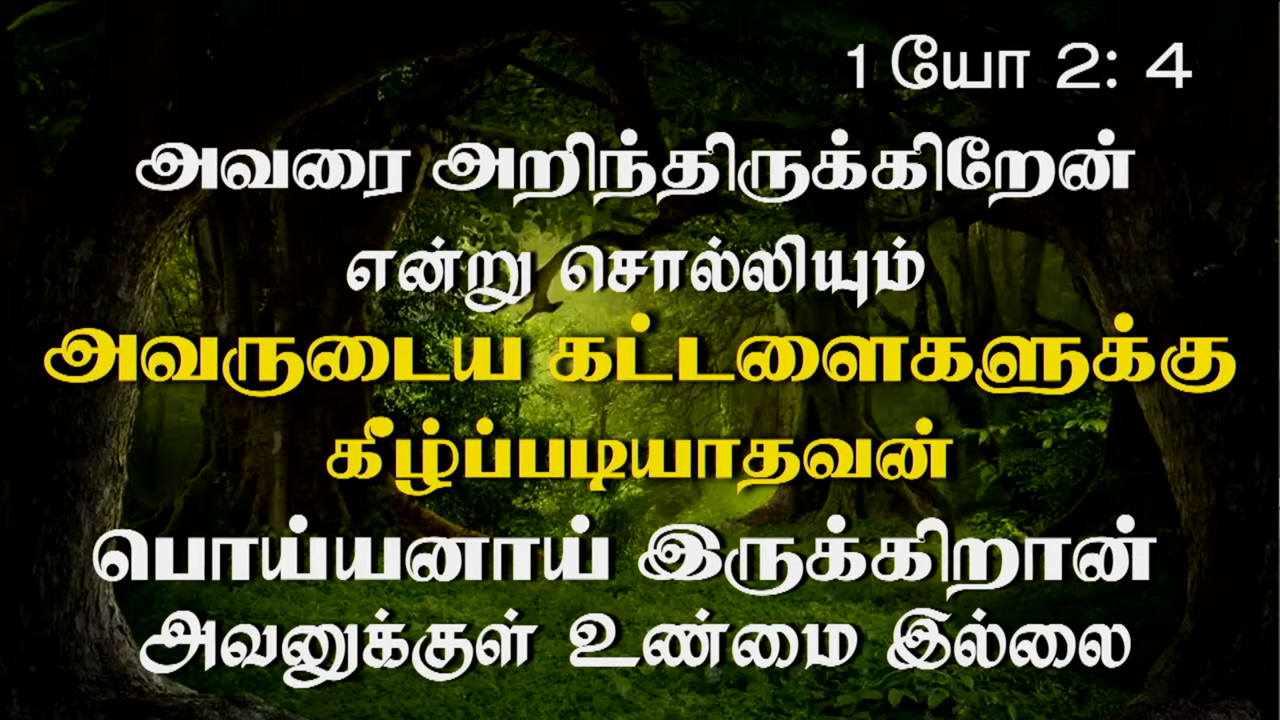 1 யோ 2: 4
அவரை அறிந்திருக்கிறேன்
என்று சொல்லியும்
அவருடைய கட்டளைகளுக்கு
கீழ்ப்படியாதவன்
பொய்யனாய் இருக்கிறான்
அவனுக்குள் உண்மை இல்லை